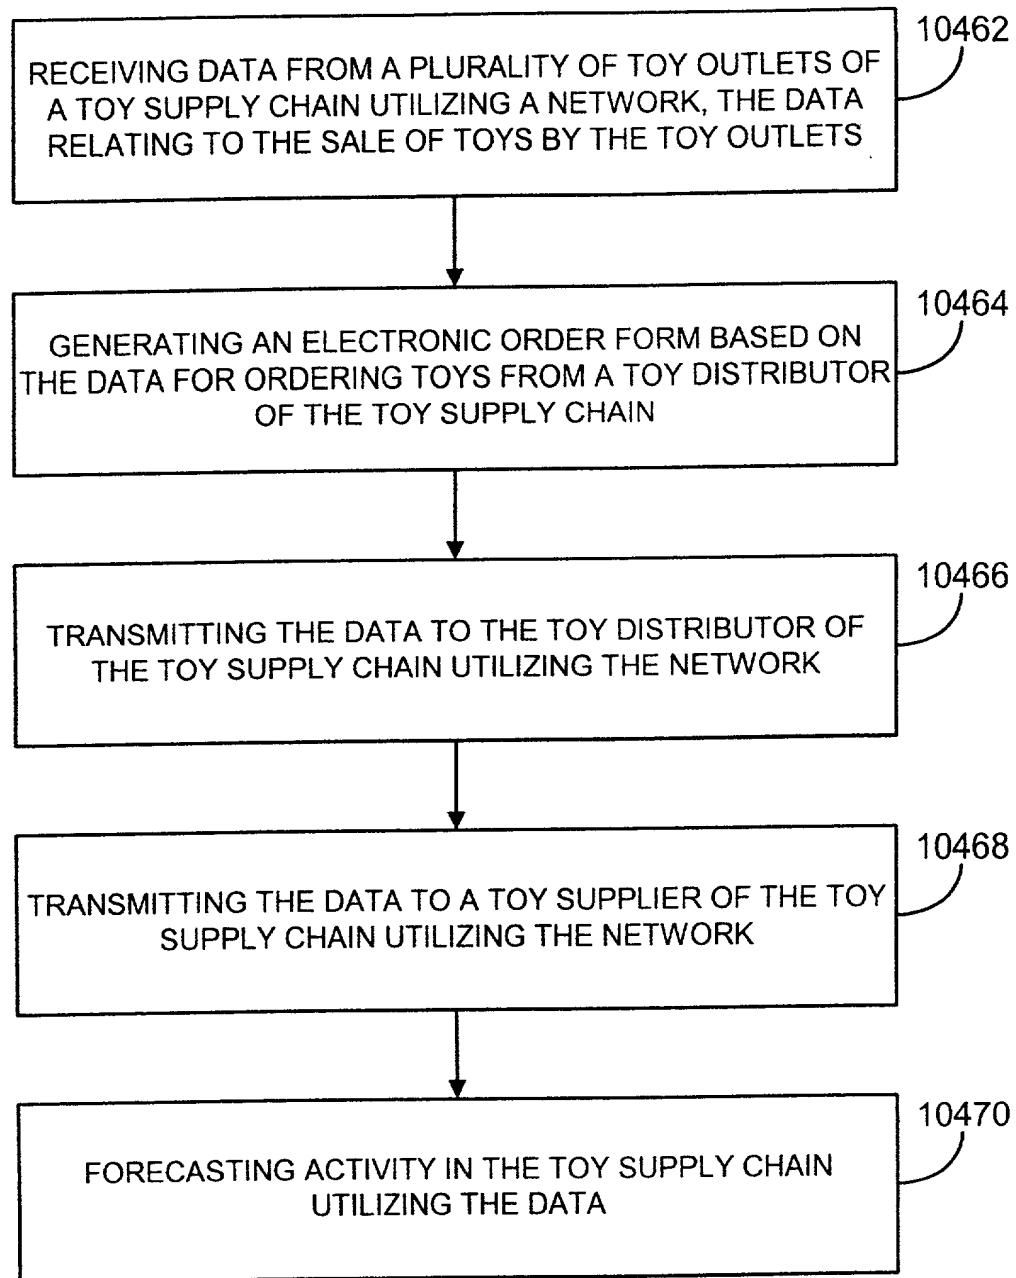 10462
RECEIVING DATA FROM A PLURALITY OF TOY OUTLETS OF
A TOY SUPPLY CHAIN UTILIZING A NETWORK, THE DATA
RELATING TO THE SALE OF TOYS BY THE TOY OUTLETS
10464
GENERATING AN ELECTRONIC ORDER FORM BASED ON
THE DATA FOR ORDERING TOYS FROM A TOY DISTRIBUTOR
OF THE TOY SUPPLY CHAIN
10466
TRANSMITTING THE DATA TO THE TOY DISTRIBUTOR OF
THE TOY SUPPLY CHAIN UTILIZING THE NETWORK
10468
TRANSMITTING THE DATA TO A TOY SUPPLIER OF THE TOY
SUPPLY CHAIN UTILIZING THE NETWORK
10470
FORECASTING ACTIVITY IN THE TOY SUPPLY CHAIN
UTILIZING THE DATA